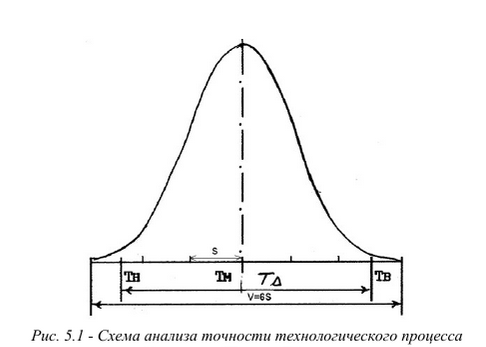 S
Тн Тм TΔ Тв
V=6S
Рис. 5.1 - Схема анализа точности технологического процесса